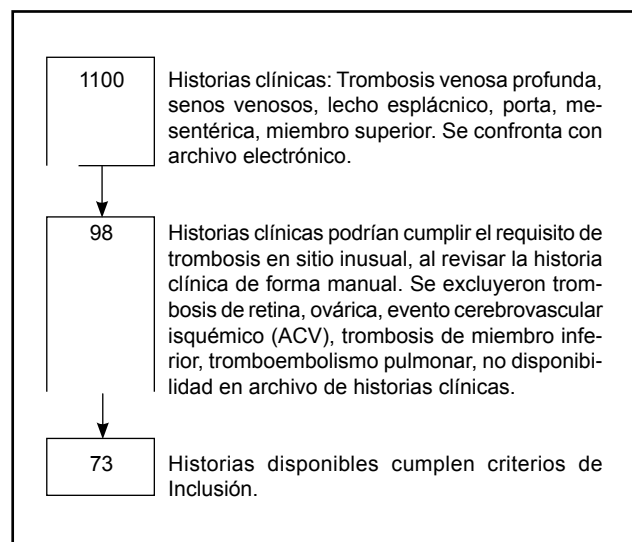 1100
Historias clínicas: Trombosis venosa profunda,
senos venosos, lecho esplácnico, porta, me-
sentérica, miembro superior. Se confronta con
archivo electrónico.
98
Historias clínicas podrían cumplir el requisito de
trombosis en sitio inusual, al revisar la historia
clínica de forma manual. Se excluyeron trom-
bosis de retina, ovárica, evento cerebrovascular
isquémico (ACV), trombosis de miembro infe-
rior, tromboembolismo pulmonar, no disponibi-
lidad en archivo de historias clínicas.
73
Historias disponibles cumplen criterios de
Inclusión.